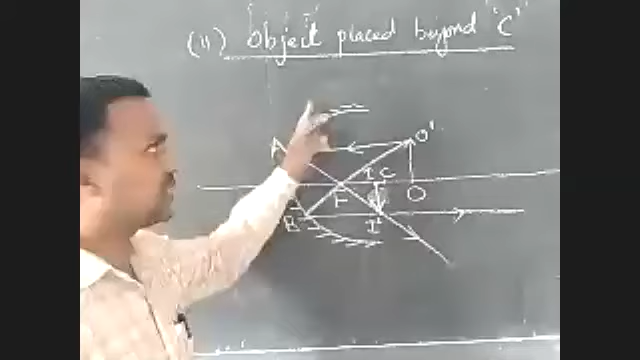 (ii) Object placed beyond "C"
A
O'
I C
F
O
B
I'